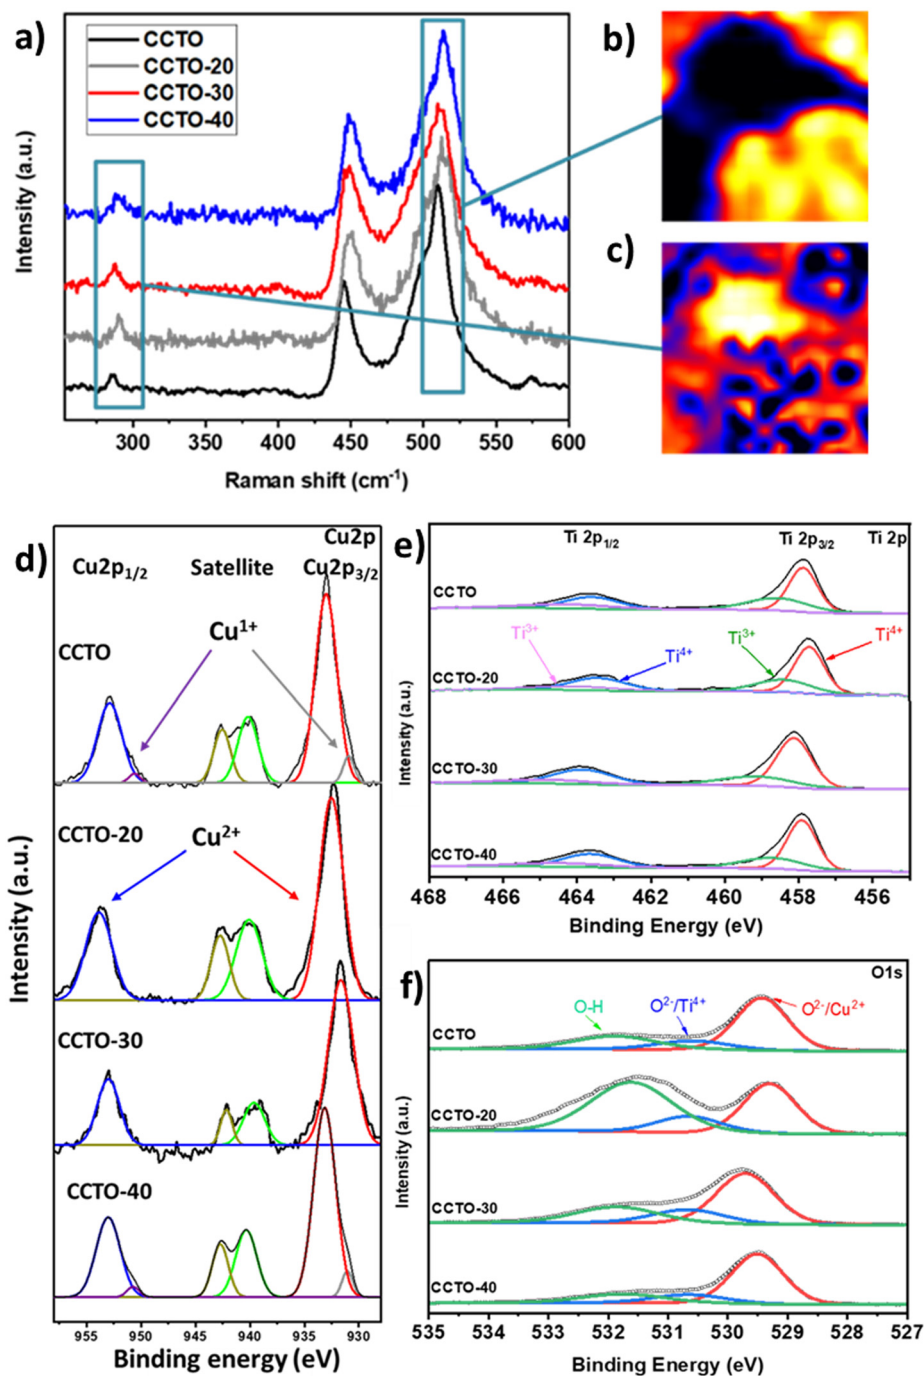 a)
CCTO
CCTO-20
CCTO-30
CCTO-40
Intensity (a.u.)
300 350 400 450 500 550 600
Raman shift (cm⁻¹)
b)
c)
d)
Cu2p
Cu2p₁/₂ Satellite Cu2p₃/₂
Cu¹⁺
CCTO
CCTO-20
Cu²⁺
CCTO-30
CCTO-40
Intensity (a.u.)
955 950 945 940 935 930
Binding energy (eV)
e)
Ti 2p₁/₂ Ti 2p₃/₂ Ti 2p
CCTO
Ti³⁺ Ti⁴⁺ Ti³⁺ Ti⁴⁺
CCTO-20
CCTO-30
CCTO-40
Intensity (a.u.)
468 466 464 462 460 458 456
Binding Energy (eV)
f)
O1s
O-H O²⁻/Ti⁴⁺ O²⁻/Cu²⁺
CCTO
CCTO-20
CCTO-30
CCTO-40
Intensity (a.u.)
535 534 533 532 531 530 529 528 527
Binding Energy (eV)